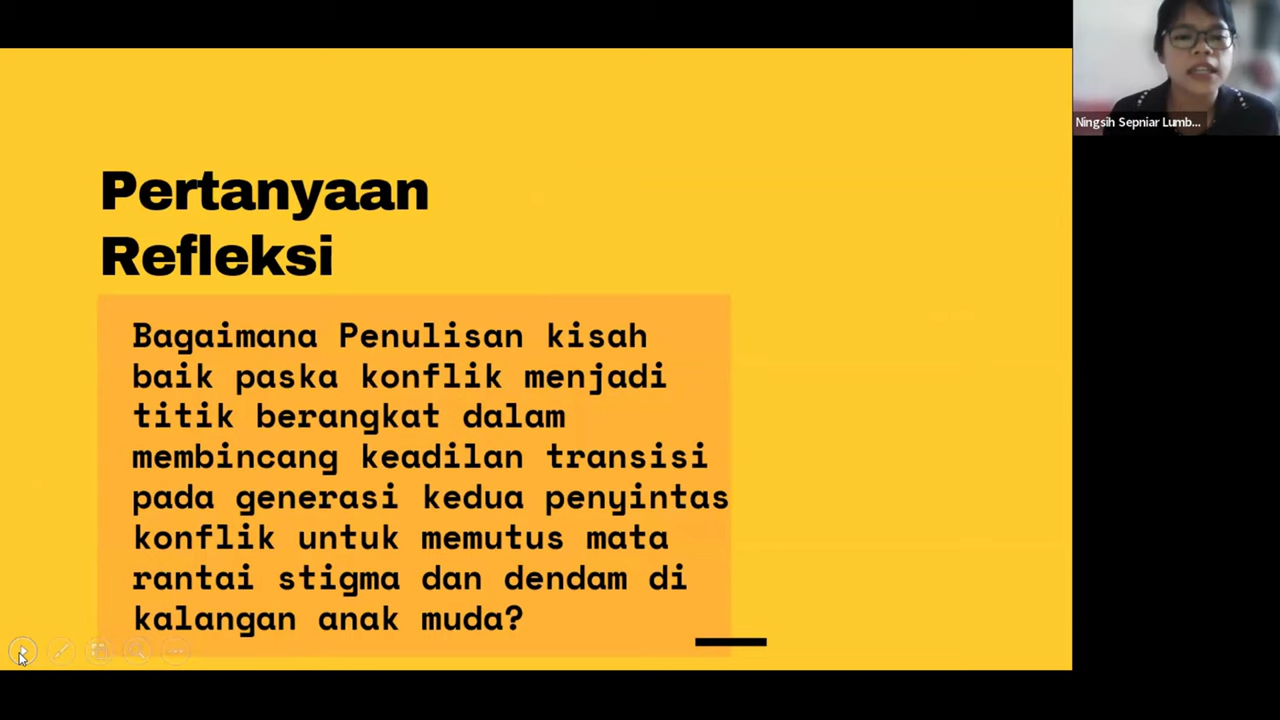 Pertanyaan
Refleksi
Bagaimana Penulisan kisah
baik paska konflik menjadi
titik berangkat dalam
membincang keadilan transisi
pada generasi kedua penyintas
konflik untuk memutus mata
rantai stigma dan dendam di
kalangan anak muda?
Ningsih Sepniar Lumb...